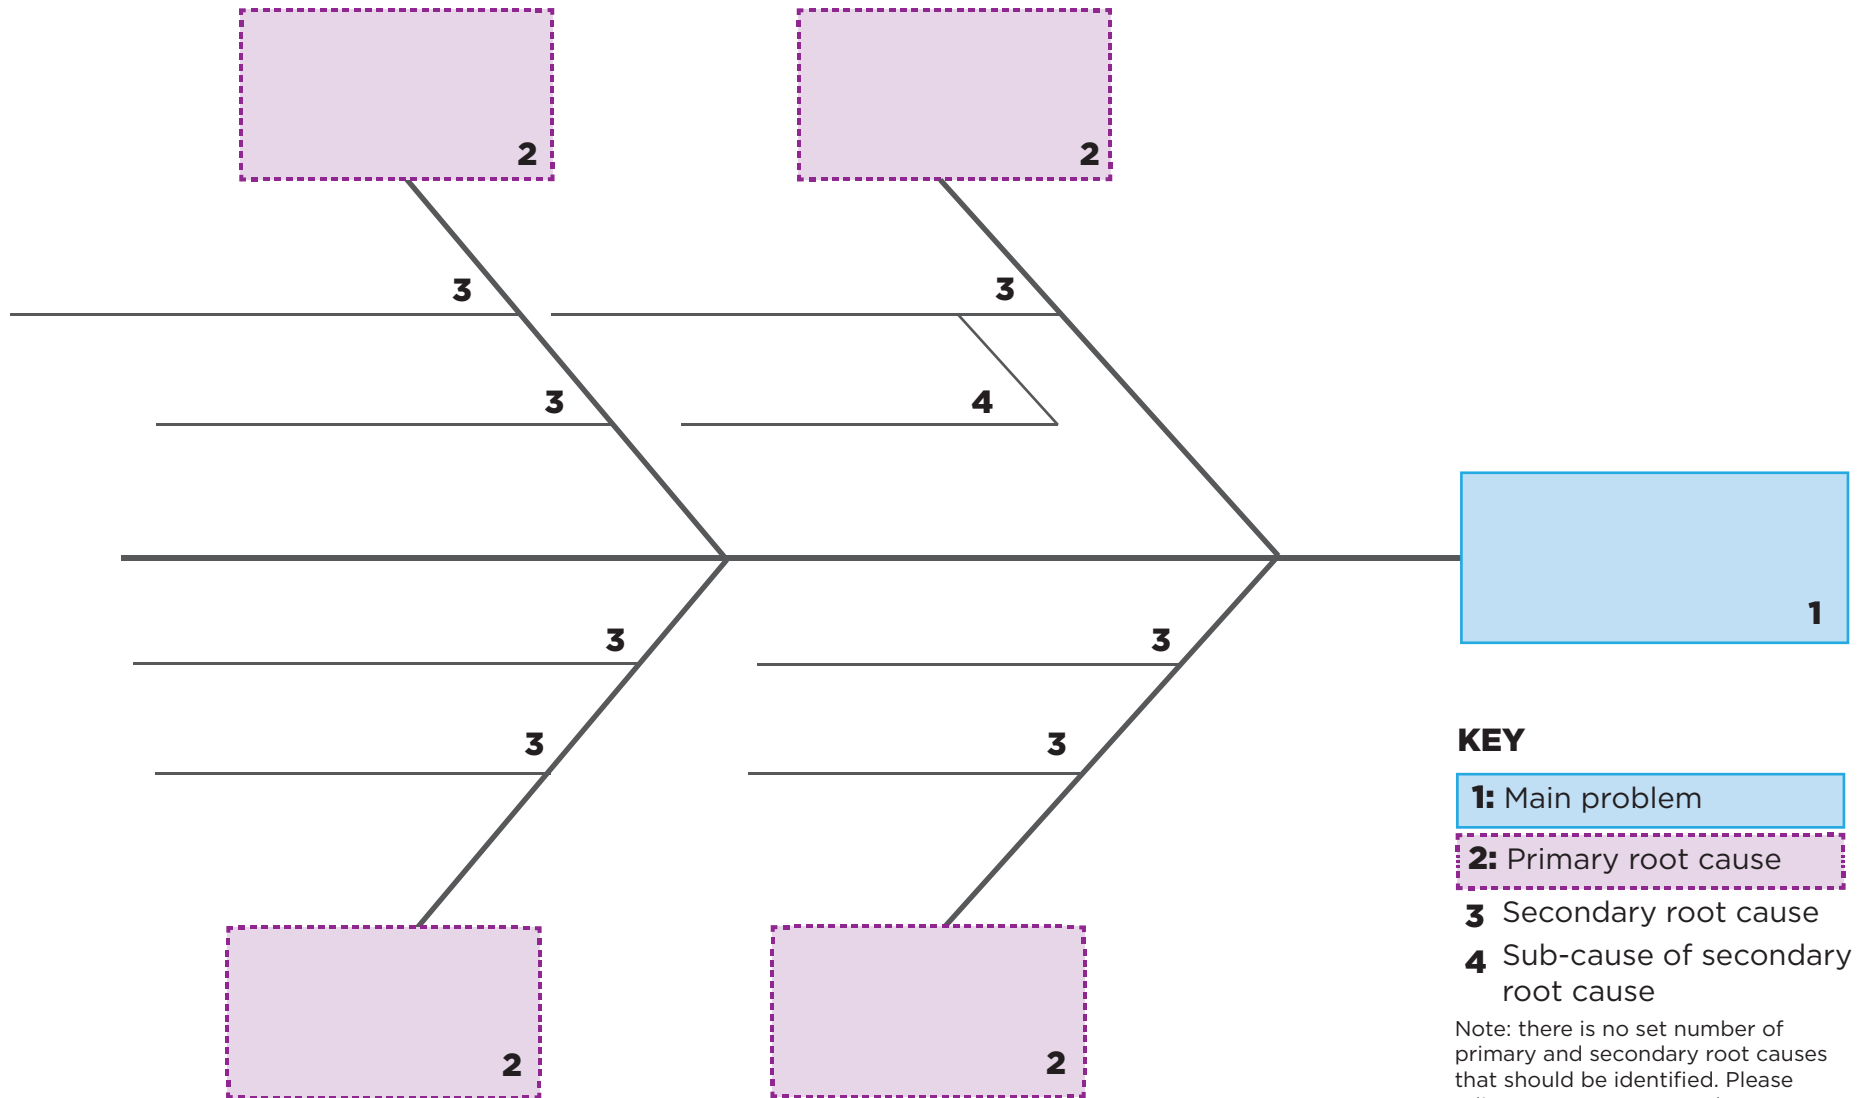 2
2
3
3
3
4
1
3
3
3
3
2
2
KEY
1: Main problem
2: Primary root cause
3 Secondary root cause
4 Sub-cause of secondary
root cause
Note: there is no set number of
primary and secondary root causes
that should be identified. Please